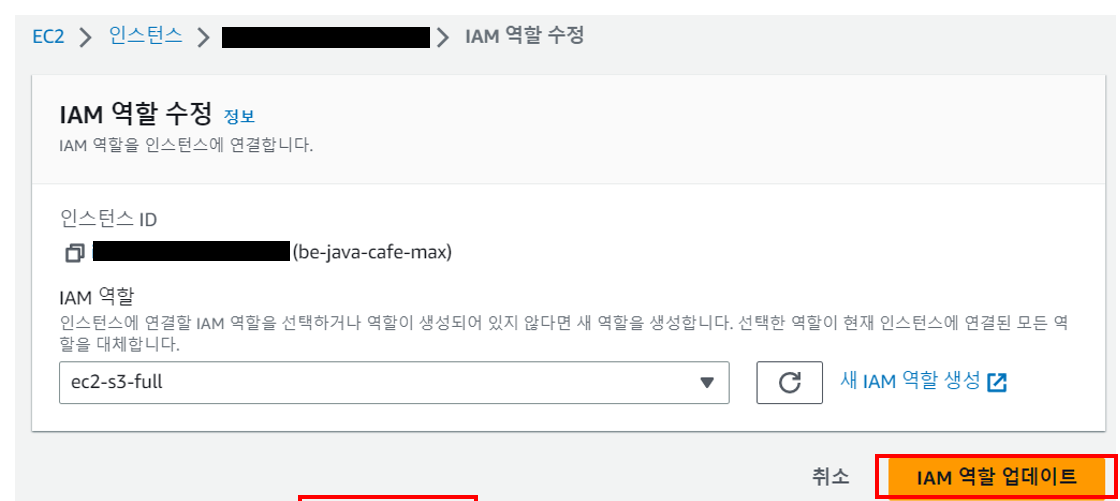 EC2 > 인스턴스 > > IAM 역할 수정
IAM 역할 수정 정보
IAM 역할을 인스턴스에 연결합니다.
인스턴스 ID
(be-java-cafe-max)
IAM 역할
인스턴스에 연결할 IAM 역할을 선택하거나 역할이 생성되어 있지 않다면 새 역할을 생성합니다. 선택한 역할이 현재 인스턴스에 연결된 모든 역
할을 대체합니다.
ec2-s3-full
새 IAM 역할 생성
취소
IAM 역할 업데이트